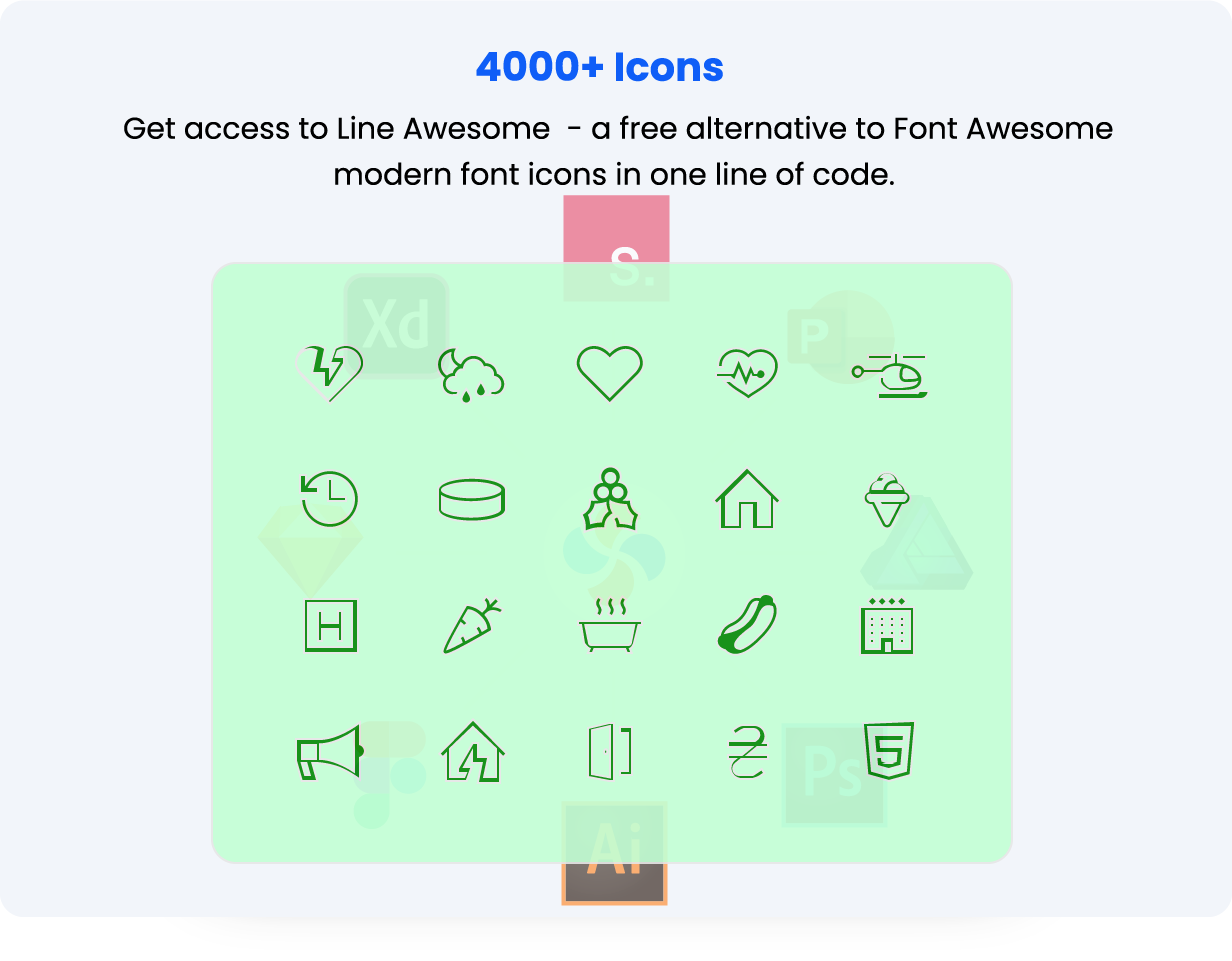 4000+ Icons
Get access to Line Awesome - a free alternative to Font Awesome
modern font icons in one line of code.
S.
Xd
P
H
5
Ps
Ai